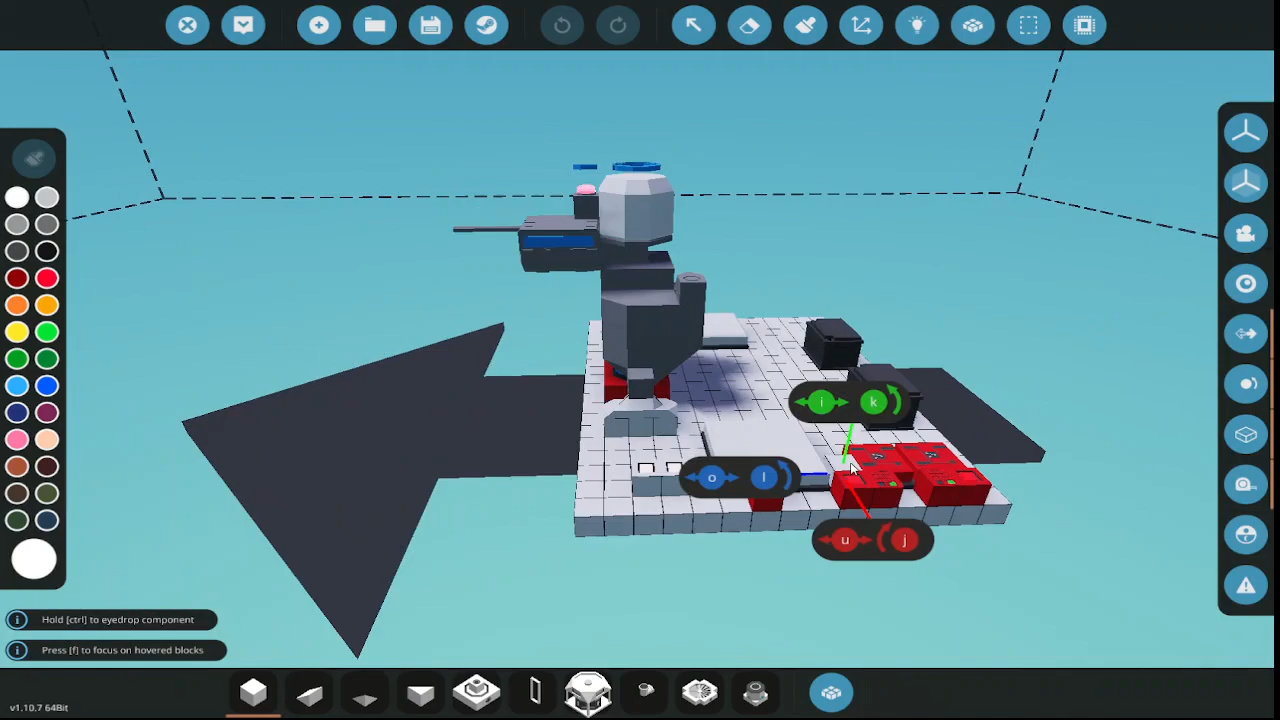 i k
o l
u j
Hold [ctrl] to eyedrop component
Press [f] to focus on hovered blocks
v1.10.7 64Bit